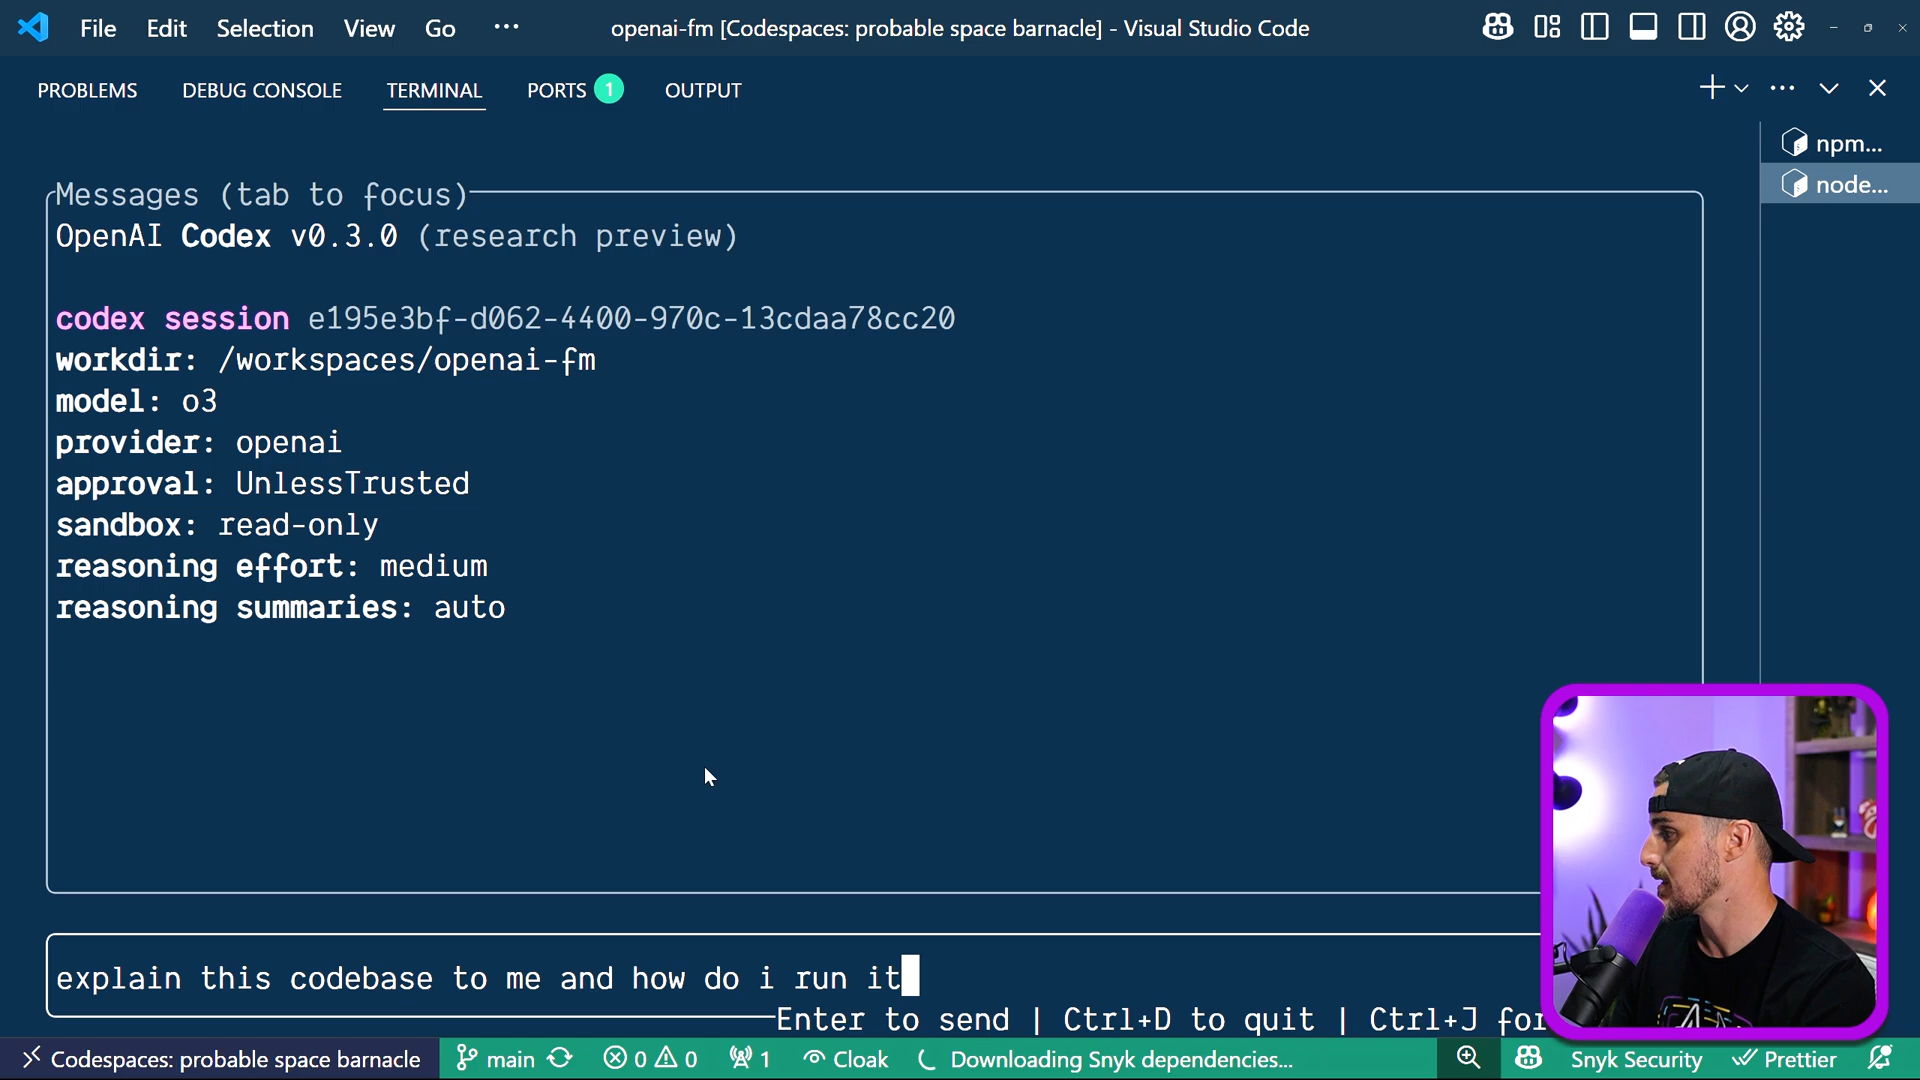 File Edit Selection View Go ··· openai-fm [Codespaces: probable space barnacle] - Visual Studio Code
PROBLEMS DEBUG CONSOLE TERMINAL PORTS 1 OUTPUT
npm...
node...
Messages (tab to focus)
OpenAI Codex v0.3.0 (research preview)
codex session e195e3bf-d062-4400-970c-13cdaa78cc20
workdir: /workspaces/openai-fm
model: o3
provider: openai
approval: UnlessTrusted
sandbox: read-only
reasoning effort: medium
reasoning summaries: auto
explain this codebase to me and how do i run it
Enter to send | Ctrl+D to quit | Ctrl+J for
Codespaces: probable space barnacle main 0 0 1 Cloak Downloading Snyk dependencies... Snyk Security Prettier